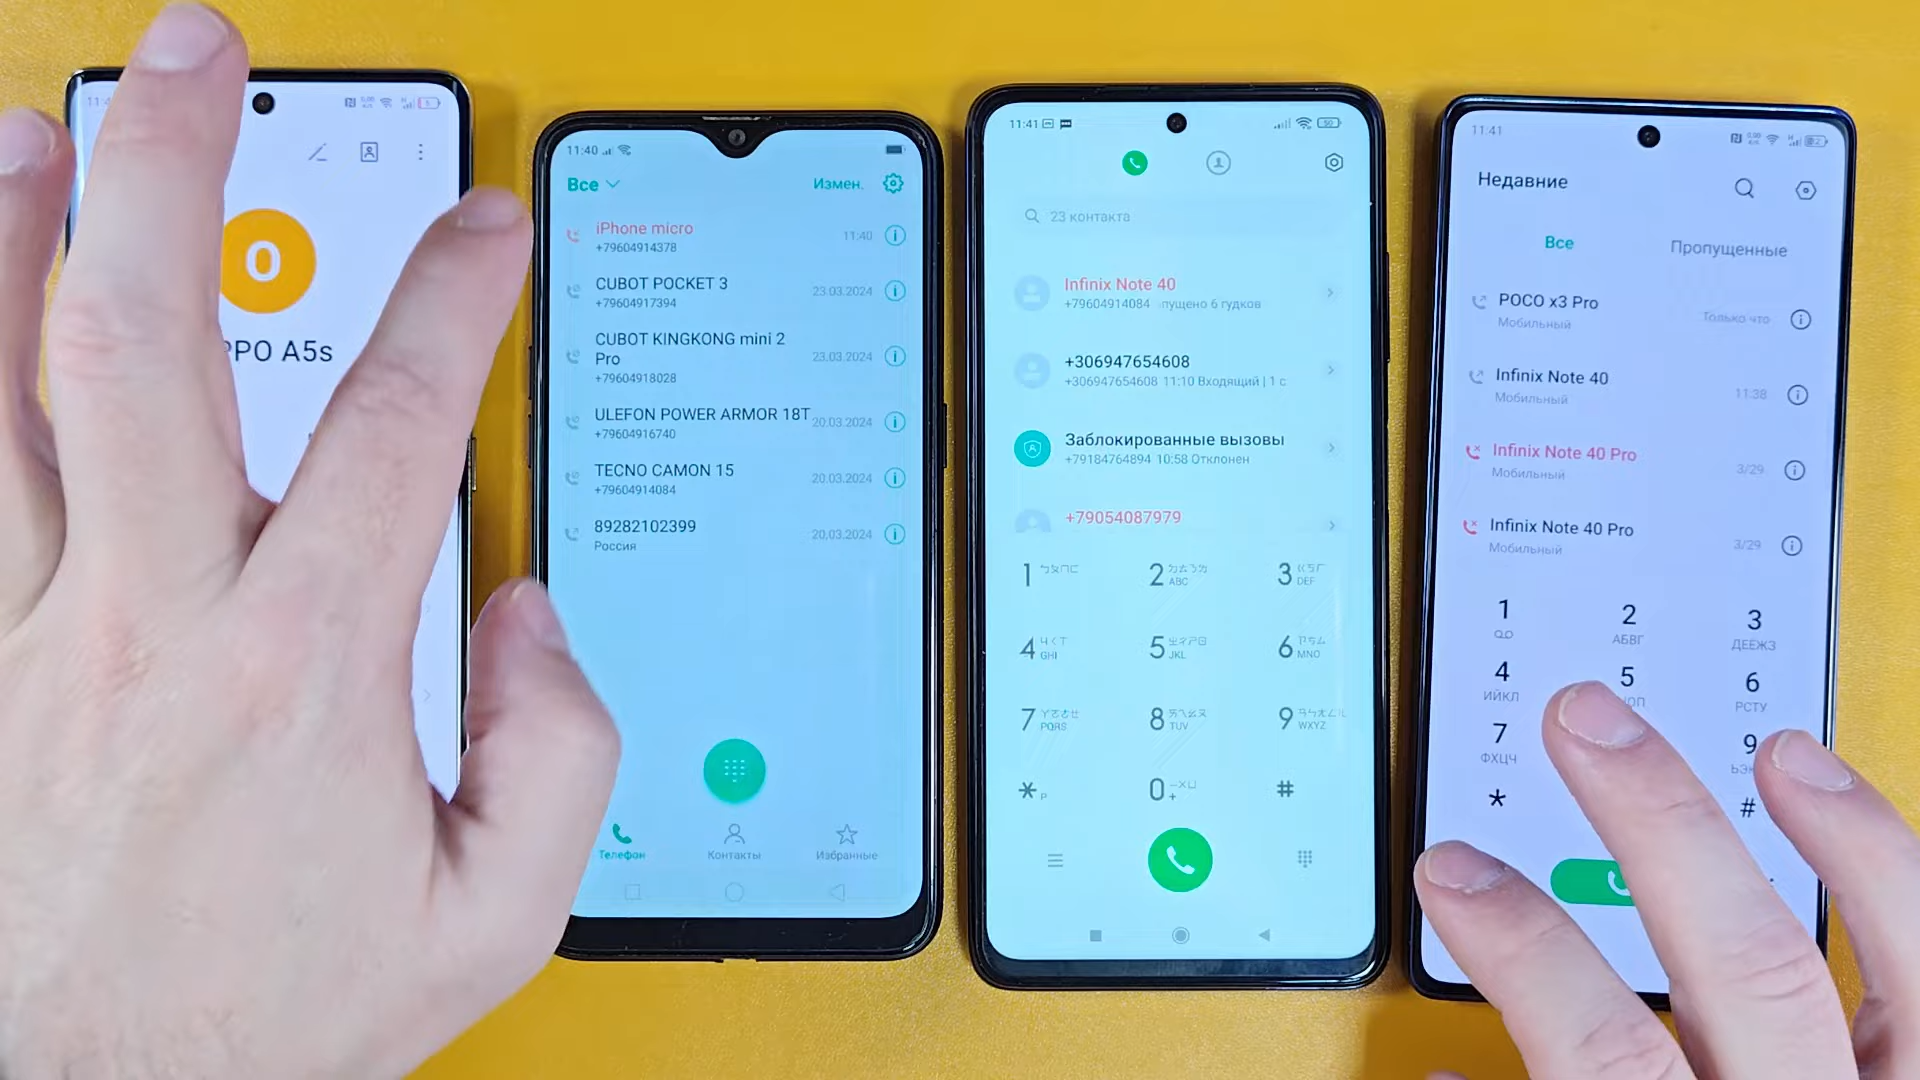 O
PPO A5s
11:40
Все
Измен.
iPhone micro
+79604914378
11:40
CUBOT POCKET 3
+79604917394
23.03.2024
CUBOT KINGKONG mini 2
Pro
+79604918028
23.03.2024
ULEFON POWER ARMOR 18T
+79604916740
20.03.2024
TECNO CAMON 15
+79604914084
20.03.2024
89282102399
Россия
20.03.2024
Телефон
Контакты
Избранные
11:41
50
23 контакта
Infinix Note 40
+79604914084 пущено 6 гудков
+306947654608
+306947654608 11:10 Входящий | 1 с
Заблокированные вызовы
+79184764894 10:58 Отклонен
+79054087979
1 ㄅㄆㄇㄈ
2 ABC
3 DEF
4 GHI
5 JKL
6 MNO
7 PQRS
8 TUV
9 WXYZ
* P
0 +
#
11:41
Недавние
Все
Пропущенные
POCO x3 Pro
Мобильный
Только что
Infinix Note 40
Мобильный
11:38
Infinix Note 40 Pro
Мобильный
3/29
Infinix Note 40 Pro
Мобильный
3/29
1
2
АБВГ
3
ДЕЁЖЗ
4
ИЙКЛ
5
6
РСТУ
7
ФХЦЧ
9
*
#